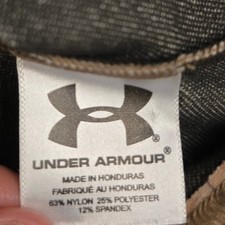 ®
UNDER ARMOUR®
MADE IN HONDURAS
FABRIQUÉ AU HONDURAS
63% NYLON 25% POLYESTER
12% SPANDEX